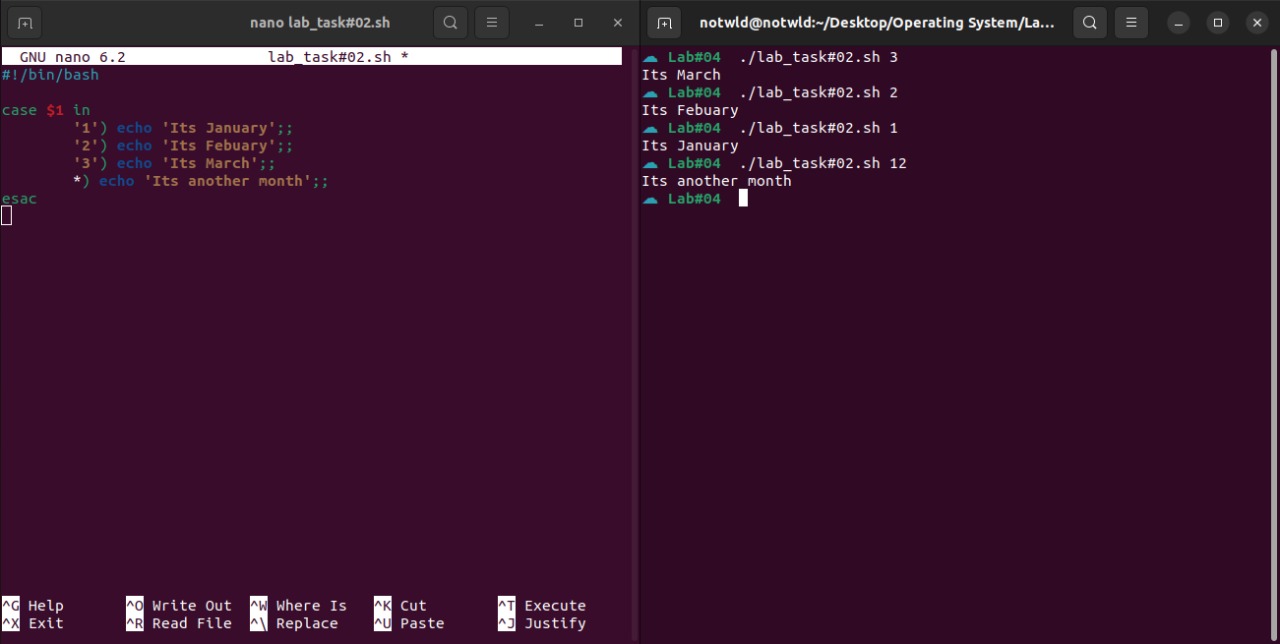 nano lab_task#02.sh
GNU nano 6.2 lab_task#02.sh *
#!/bin/bash
case $1 in
'1') echo 'Its January';;
'2') echo 'Its Febuary';;
'3') echo 'Its March';;
*) echo 'Its another month';;
esac
^G Help ^O Write Out ^W Where Is ^K Cut ^T Execute
^X Exit ^R Read File ^\ Replace ^U Paste ^J Justify
notwld@notwld:~/Desktop/Operating System/La...
Lab#04 ./lab_task#02.sh 3
Its March
Lab#04 ./lab_task#02.sh 2
Its Febuary
Lab#04 ./lab_task#02.sh 1
Its January
Lab#04 ./lab_task#02.sh 12
Its another month
Lab#04